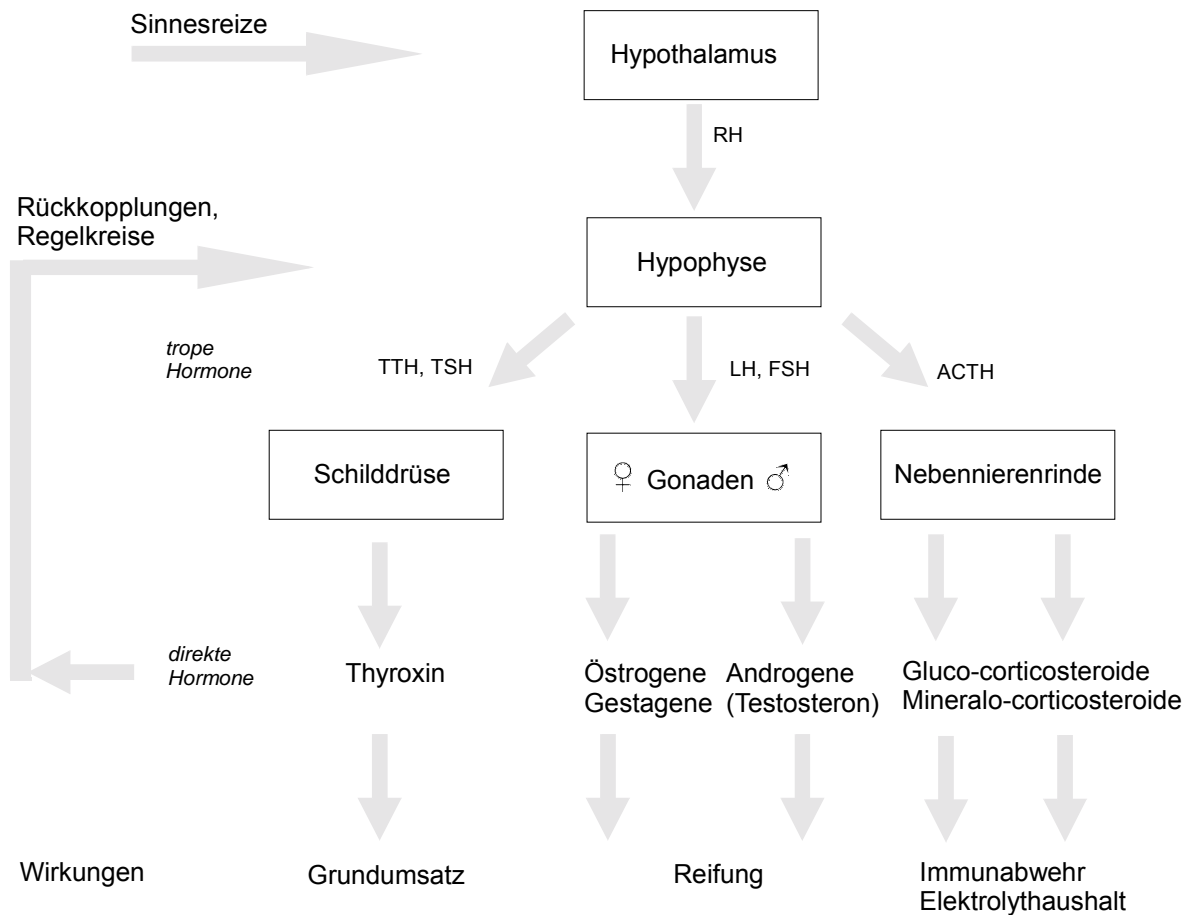 Sinnesreize
Hypothalamus
RH
Rückkopplungen,
Regelkreise
Hypophyse
trope
Hormone
TTH, TSH
LH, FSH
ACTH
Schilddrüse
♀ Gonaden ♂
Nebennierenrinde
direkte
Hormone
Thyroxin
Östrogene
Gestagene
Androgene
(Testosteron)
Gluco-corticosteroide
Mineralo-corticosteroide
Wirkungen
Grundumsatz
Reifung
Immunabwehr
Elektrolythaushalt